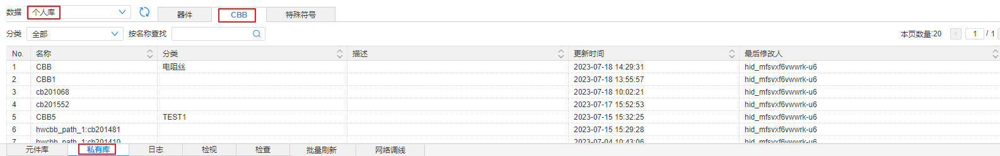 数据 个人库 器件 CBB 特殊符号
分类 全部 按名称查找 本页数量:20 < 1 / 1
No. 名称 分类 描述 更新时间 最后修改人
1 CBB 电阻丝 2023-07-18 14:29:31 hid_mfsvxf6vwwrk-u6
2 CBB1 2023-07-18 13:55:57 hid_mfsvxf6vwwrk-u6
3 cb201068 2023-07-18 10:02:21 hid_mfsvxf6vwwrk-u6
4 cb201552 2023-07-17 15:52:53 hid_mfsvxf6vwwrk-u6
5 CBB5 TEST1 2023-07-15 15:32:25 hid_mfsvxf6vwwrk-u6
6 hwcbb_path_1:cb201481 2023-07-15 15:29:28 hid_mfsvxf6vwwrk-u6
7 hwcbb_path_1:cb201410 2023-07-04 10:43:06 hid_mfsvxf6vwwrk-u6
元件库 私有库 日志 检视 检查 批量刷新 网络调线